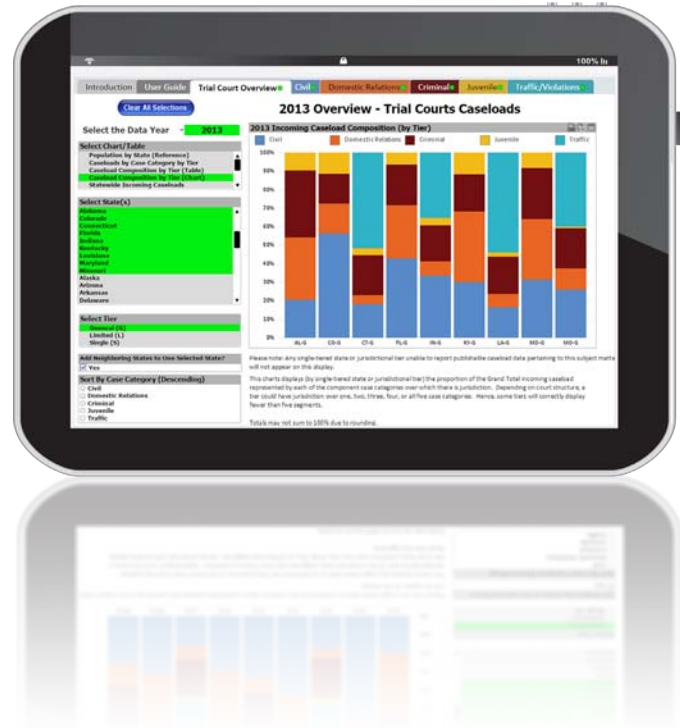 100%
Introduction User Guide Trial Court Overview Civil Domestic Relations Criminal Juvenile Traffic/Violations
Clear All Selections
2013 Overview - Trial Courts Caseloads
Select the Data Year 2013
2013 Incoming Caseload Composition (by Tier)
Civil Domestic Relations Criminal Juvenile Traffic
Select Chart/Table
Population by State [Reference]
Caseloads by Case Category by Tier
Caseload Composition by Tier (Table)
Caseload Composition by Tier (Chart)
Statewide Incoming Caseloads
Select State(s)
Alabama
Colorado
Connecticut
Florida
Indiana
Kentucky
Louisiana
Maryland
Missouri
Alaska
Arizona
Arkansas
Delaware
Select Tier
General (G)
Limited (L)
Single (S)
Add Neighboring States to One Selected State?
Yes
Sort By Case Category (Descending)
Civil
Domestic Relations
Criminal
Juvenile
Traffic
100%
90%
80%
70%
60%
50%
40%
30%
20%
10%
0%
AL-G CO-G CT-G FL-G IN-G KY-G LA-G MD-G MO-G
Please note: Any single-tiered state or jurisdictional tier unable to report publishable caseload data pertaining to this subject matte
will not appear on this display.
This charts displays (by single-tiered state or jurisdictional tier) the proportion of the Grand Total incoming caseload
represented by each of the component case categories over which there is jurisdiction. Depending on court structure, a
tier could have jurisdiction over one, two, three, four, or all five case categories. Hence, some tiers will correctly display
fewer than five segments.
Totals may not sum to 100% due to rounding.